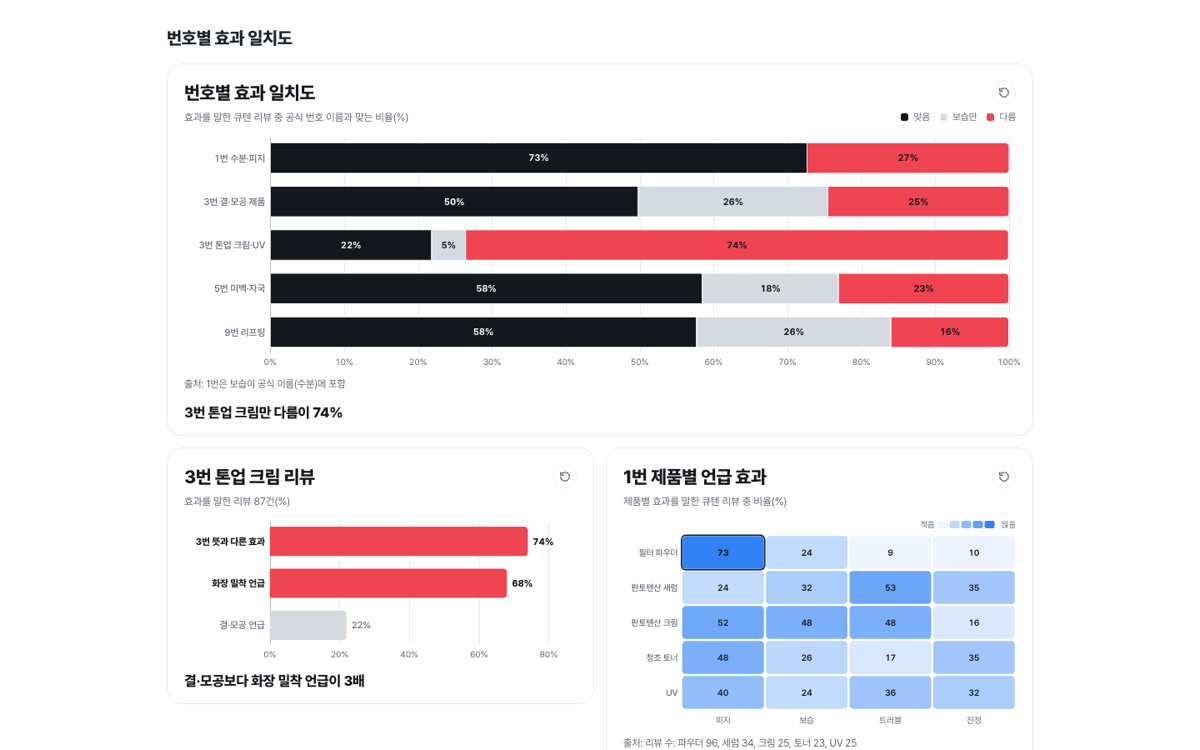 번호별 효과 일치도
번호별 효과 일치도
효과를 말한 큐텐 리뷰 중 공식 번호 이름과 맞는 비율(%)
맞음 보습만 다름
1번 수분·피지 73% 27%
3번 결·모공 제품 50% 26% 25%
3번 톤업 크림·UV 22% 5% 74%
5번 미백·자국 58% 18% 23%
9번 리프팅 58% 26% 16%
0% 10% 20% 30% 40% 50% 60% 70% 80% 90% 100%
출처: 1번은 보습이 공식 이름(수분)에 포함
3번 톤업 크림만 다름이 74%
3번 톤업 크림 리뷰
효과를 말한 리뷰 87건(%)
3번 뜻과 다른 효과 74%
화장 밀착 언급 68%
결·모공 언급 22%
0% 20% 40% 60% 80%
결·모공보다 화장 밀착 언급이 3배
1번 제품별 언급 효과
제품별 효과를 말한 큐텐 리뷰 중 비율(%)
적음 많음
필터 파우더 73 24 9 10
판토텐산 세럼 24 32 53 35
판토텐산 크림 52 48 48 16
청초 토너 48 26 17 35
UV 40 24 36 32
피지 보습 트러블 진정
출처: 리뷰 수: 파우더 96, 세럼 34, 크림 25, 토너 23, UV 25